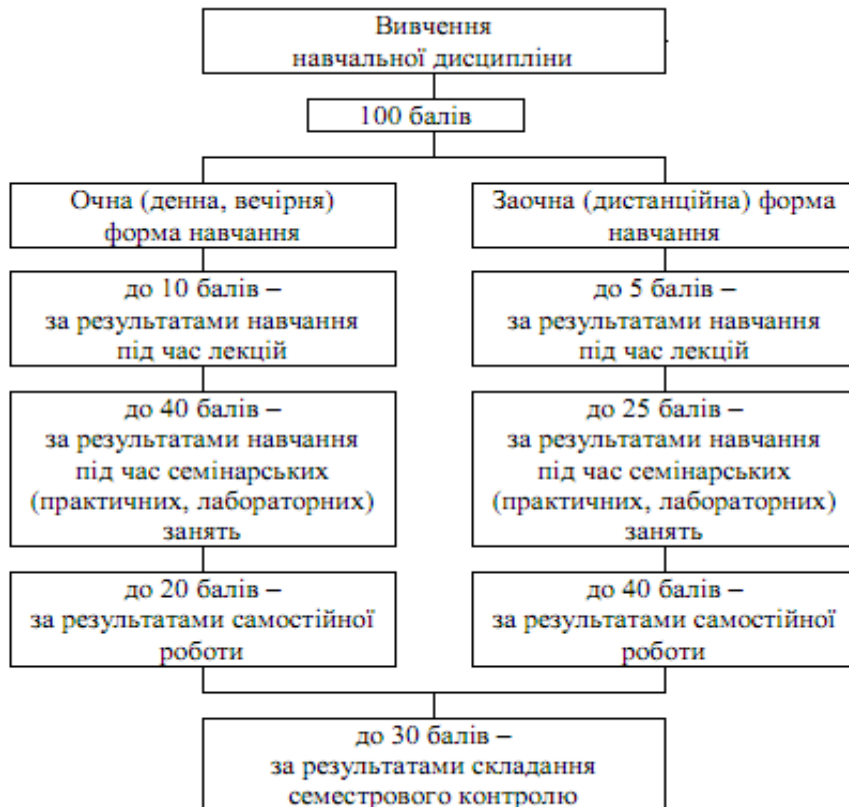 Вивчення
навчальної дисципліни
100 балів
Очна (денна, вечірня)
форма навчання
до 10 балів –
за результатами навчання
під час лекцій
до 40 балів –
за результатами навчання
під час семінарських
(практичних, лабораторних)
занять
до 20 балів –
за результатами самостійної
роботи
Заочна (дистанційна) форма
навчання
до 5 балів –
за результатами навчання
під час лекцій
до 25 балів –
за результатами навчання
під час семінарських
(практичних, лабораторних)
занять
до 40 балів –
за результатами самостійної
роботи
до 30 балів –
за результатами складання
семестрового контролю